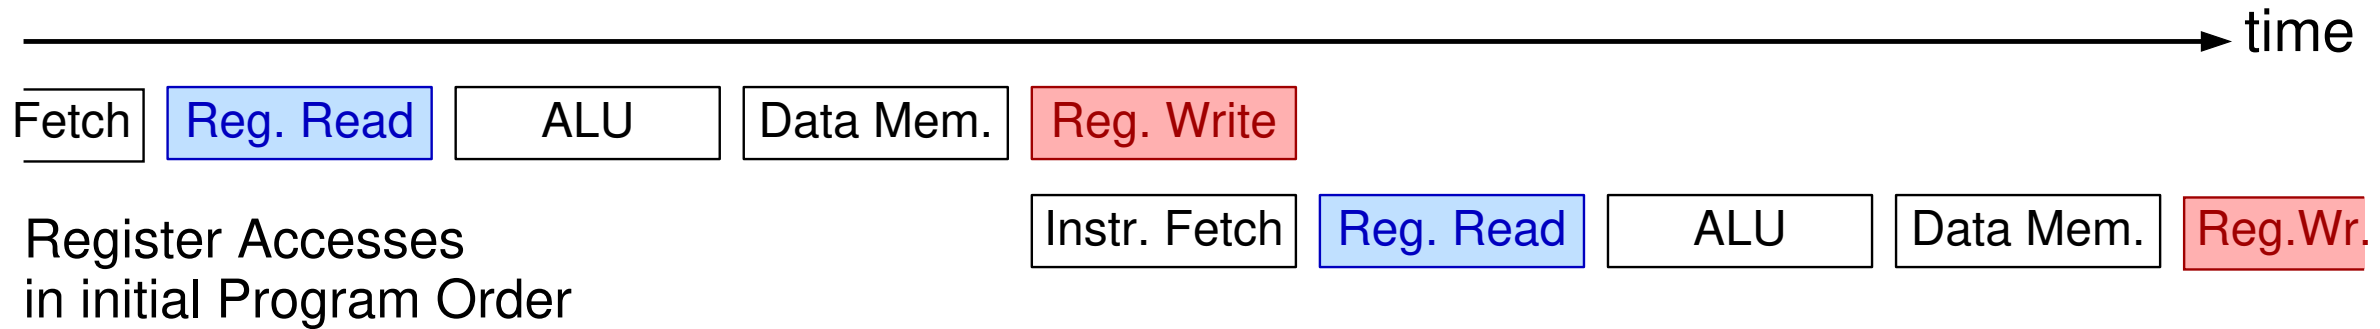 time
Fetch Reg. Read ALU Data Mem. Reg. Write
Instr. Fetch Reg. Read ALU Data Mem. Reg.Wr.
Register Accesses
in initial Program Order